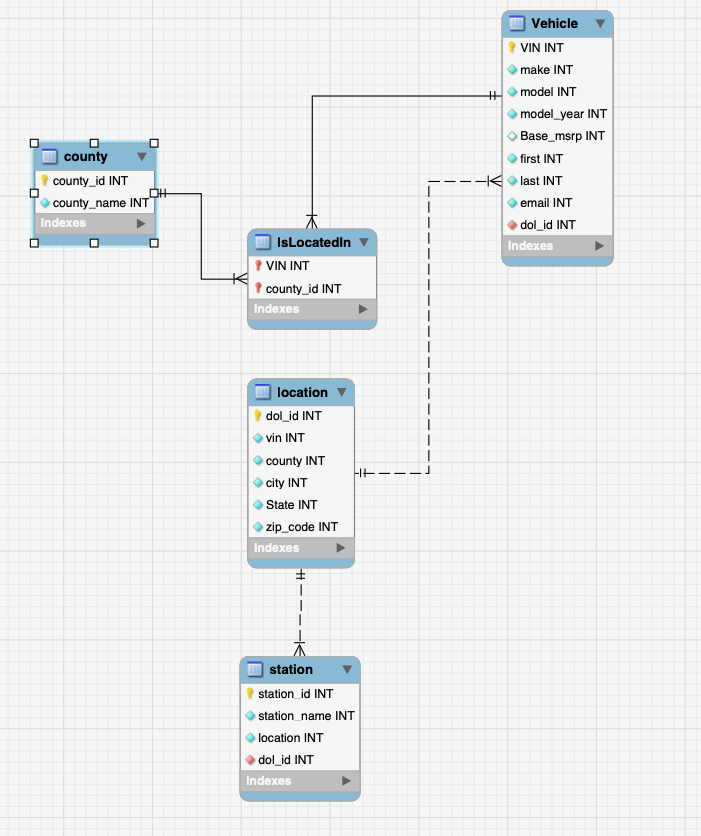 Vehicle
VIN INT
make INT
model INT
model_year INT
Base_msrp INT
first INT
last INT
email INT
dol_id INT
Indexes
county
county_id INT
county_name INT
Indexes
IsLocatedIn
VIN INT
county_id INT
Indexes
location
dol_id INT
vin INT
county INT
city INT
State INT
zip_code INT
Indexes
station
station_id INT
station_name INT
location INT
dol_id INT
Indexes